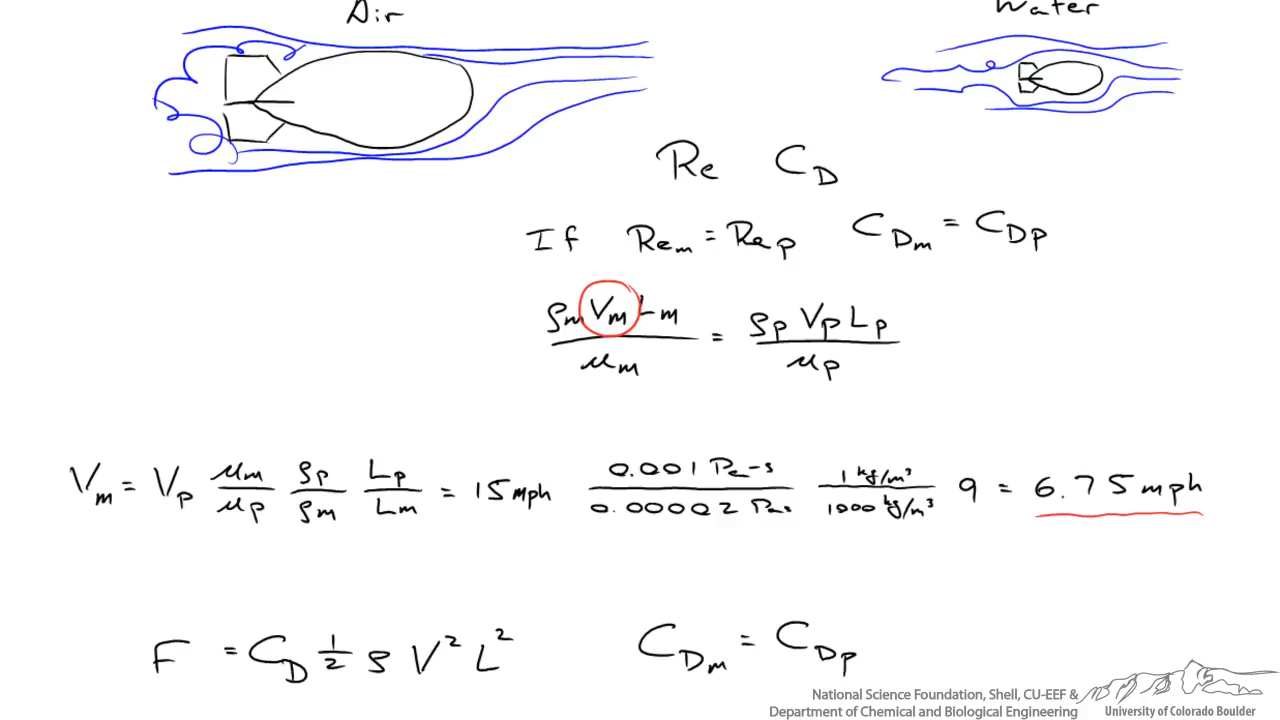 Air
Water
Re C_D
If Re_m = Re_p C_Dm = C_Dp
ρ_m V_m L_m / μ_m = ρ_p V_p L_p / μ_p
V_m = V_p μ_m/μ_p ρ_p/ρ_m L_p/L_m = 15 mph 0.001 Pa-s/0.00002 Pas 1 kg/m³/1000 kg/m³ 9 = 6.75 mph
F = C_D 1/2 ρ V² L² C_Dm = C_Dp
National Science Foundation, Shell, CU-EEF &
Department of Chemical and Biological Engineering
University of Colorado Boulder